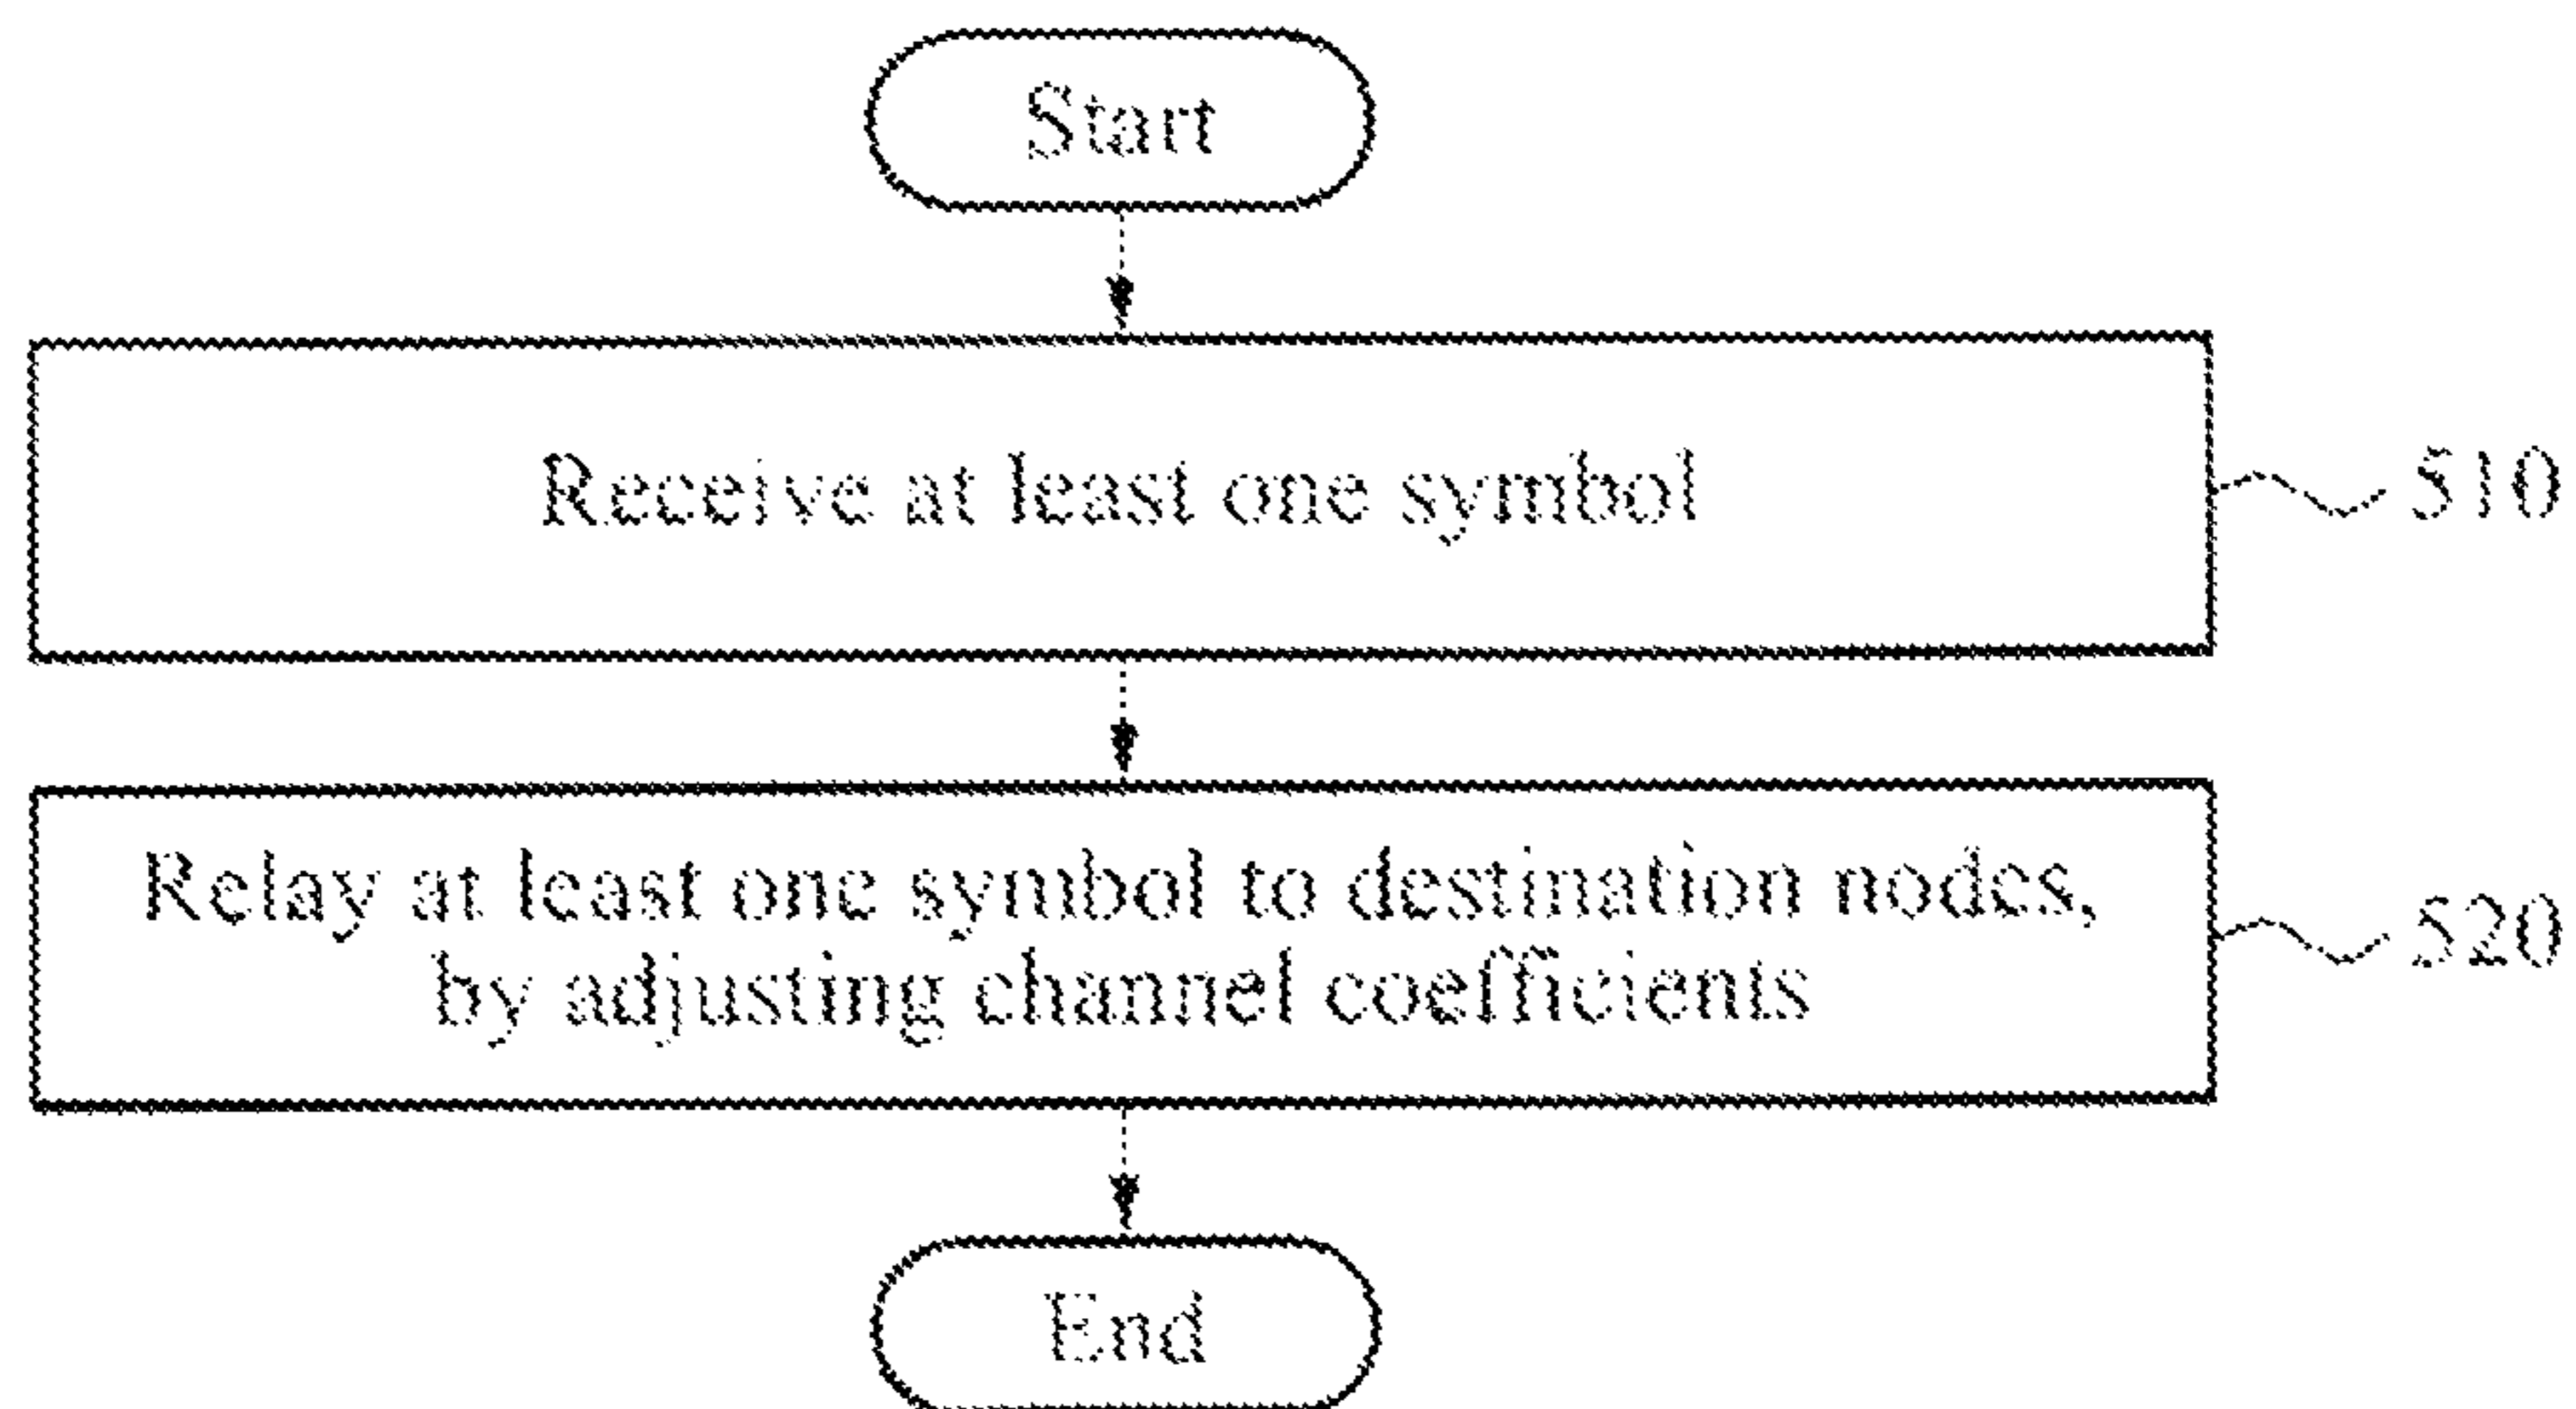 Start
Receive at least one symbol
510
Relay at least one symbol to destination nodes,
by adjusting channel coefficients
520
End